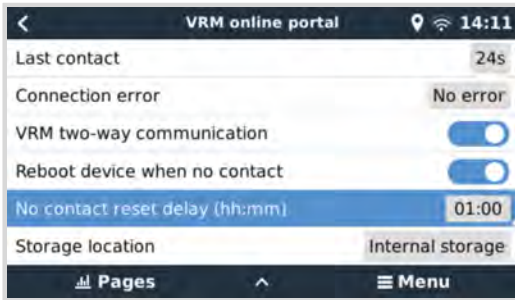 VRM online portal 14:11
Last contact 24s
Connection error No error
VRM two-way communication
Reboot device when no contact
No contact reset delay (hh:mm) 01:00
Storage location Internal storage
Pages Menu